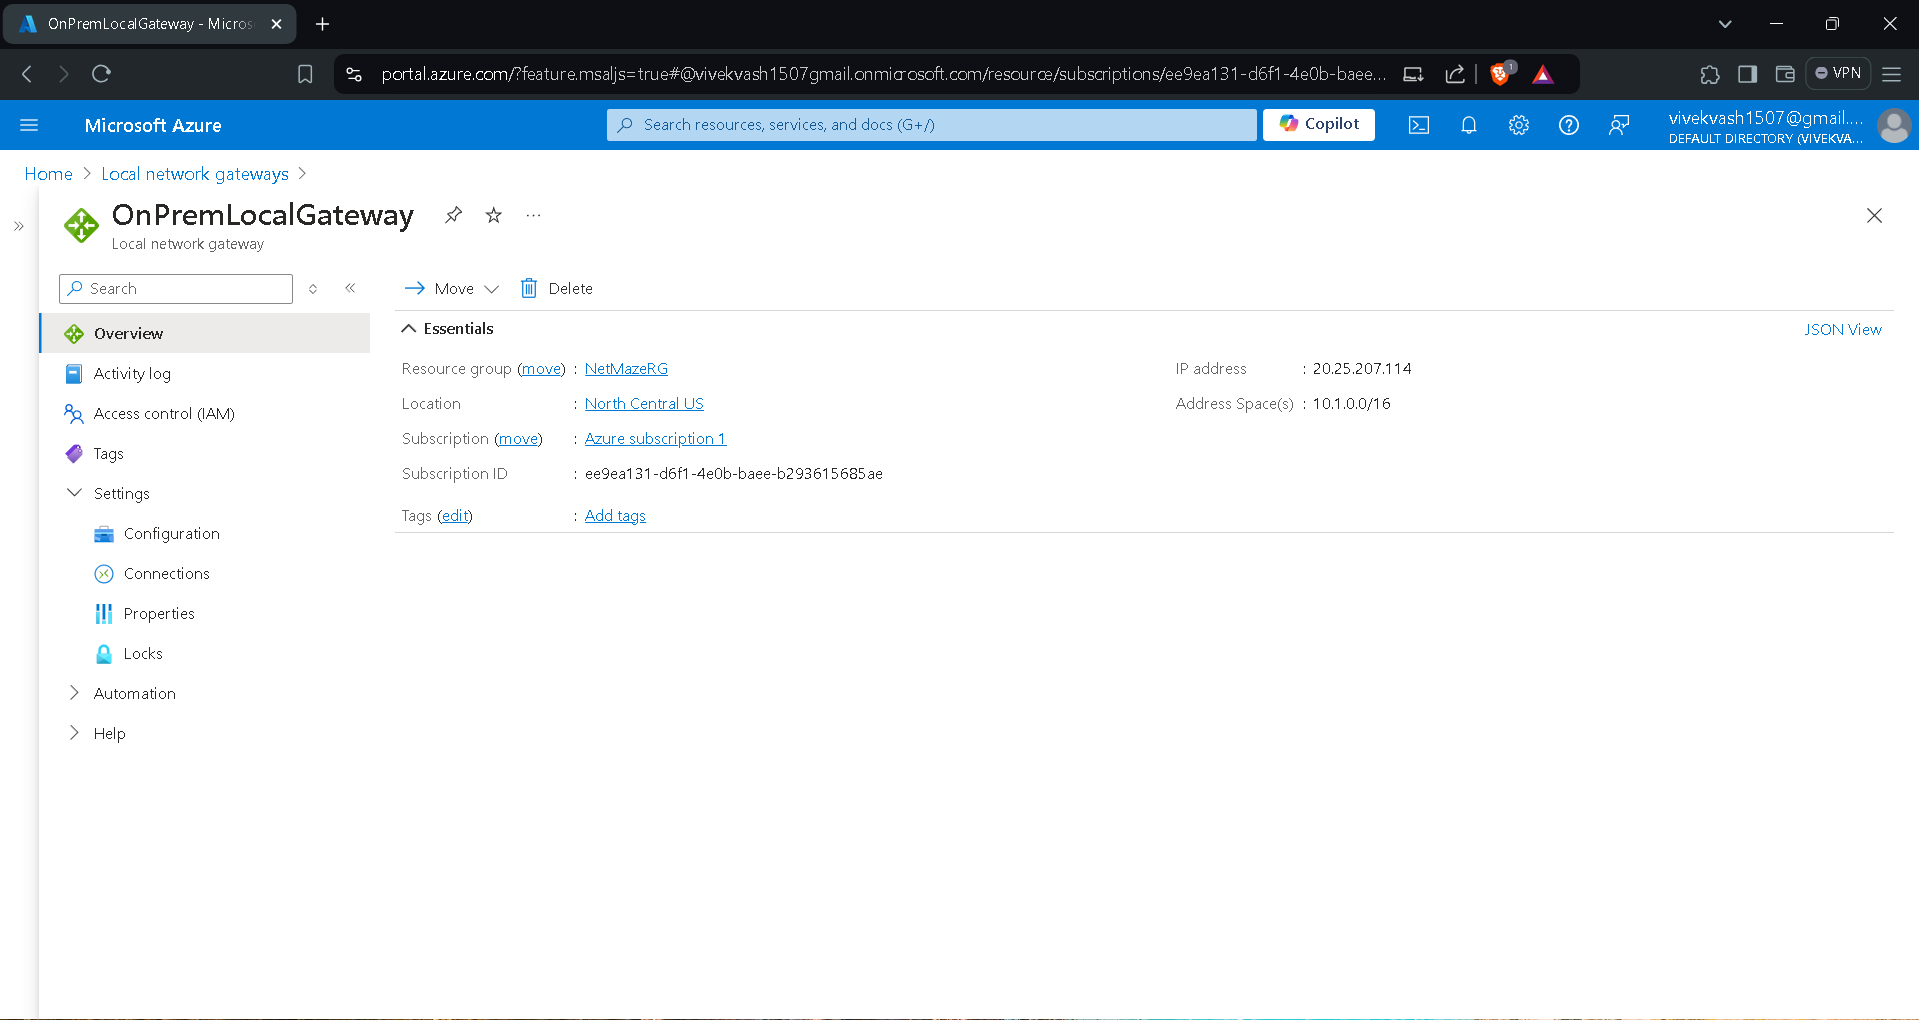 OnPremLocalGateway - Micros
portal.azure.com/?feature.msaljs=true#@vivekvash1507gmail.onmicrosoft.com/resource/subscriptions/ee9ea131-d6f1-4e0b-baee...
1
VPN
Microsoft Azure
Search resources, services, and docs (G+/)
Copilot
vivekvash1507@gmail....
DEFAULT DIRECTORY (VIVEKVA...
Home > Local network gateways >
OnPremLocalGateway
Local network gateway
Search
Move
Delete
Overview
Activity log
Access control (IAM)
Tags
Settings
Configuration
Connections
Properties
Locks
Automation
Help
Essentials
JSON View
Resource group (move) : NetMazeRG
Location : North Central US
Subscription (move) : Azure subscription 1
Subscription ID : ee9ea131-d6f1-4e0b-baee-b293615685ae
Tags (edit) : Add tags
IP address : 20.25.207.114
Address Space(s) : 10.1.0.0/16